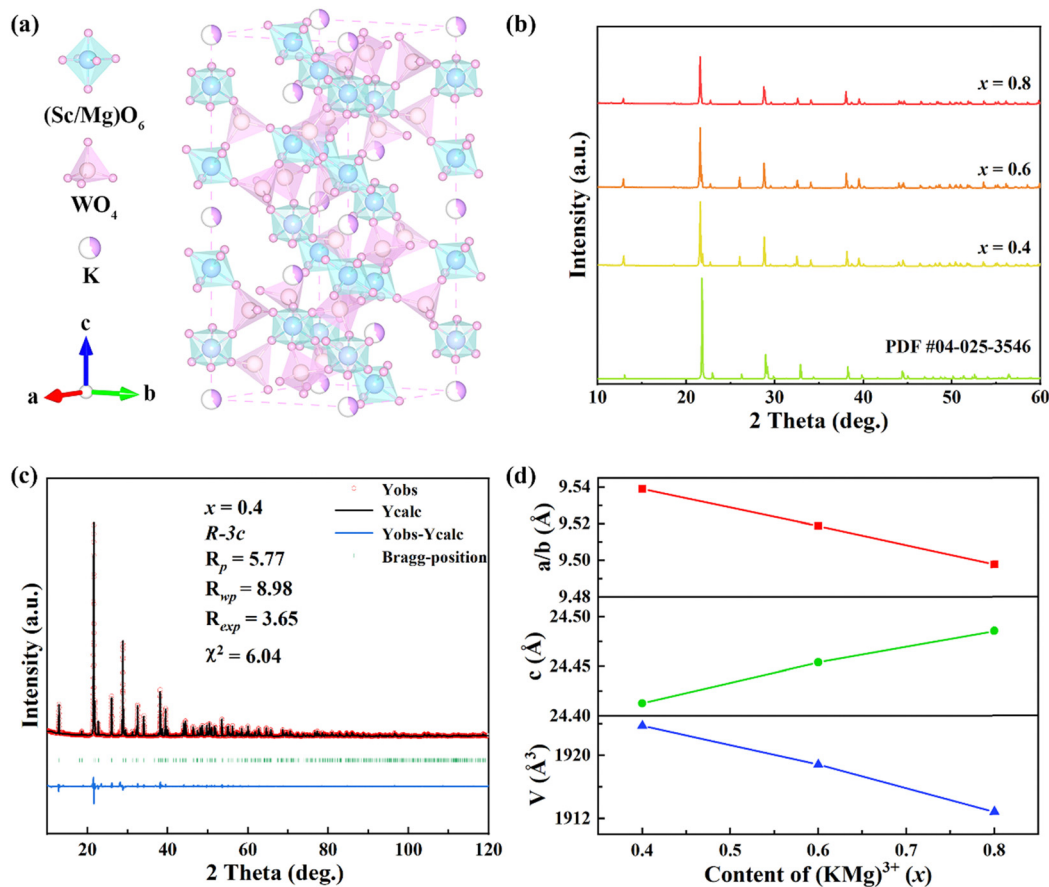 (a)
(Sc/Mg)O₆
WO₄
K
c
a
b
(b)
Intensity (a.u.)
x = 0.8
x = 0.6
x = 0.4
PDF #04-025-3546
10 20 30 40 50 60
2 Theta (deg.)
(c)
Intensity (a.u.)
x = 0.4
R-3c
Rₚ = 5.77
R_wp = 8.98
R_exp = 3.65
χ² = 6.04
Yobs
Ycalc
Yobs-Ycalc
Bragg-position
20 40 60 80 100 120
2 Theta (deg.)
(d)
a/b (Å)
9.54
9.52
9.50
9.48
c (Å)
24.50
24.45
24.40
V (Å³)
1920
1912
0.4 0.5 0.6 0.7 0.8
Content of (KMg)³⁺ (x)